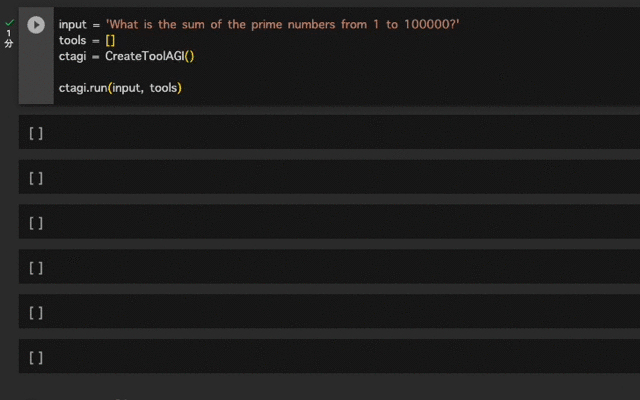 input = 'What is the sum of the prime numbers from 1 to 100000?'
1
tools = []
分
ctagi = CreateToolAGI()
ctagi.run(input, tools)
[ ]
[ ]
[ ]
[ ]
[ ]
[ ]